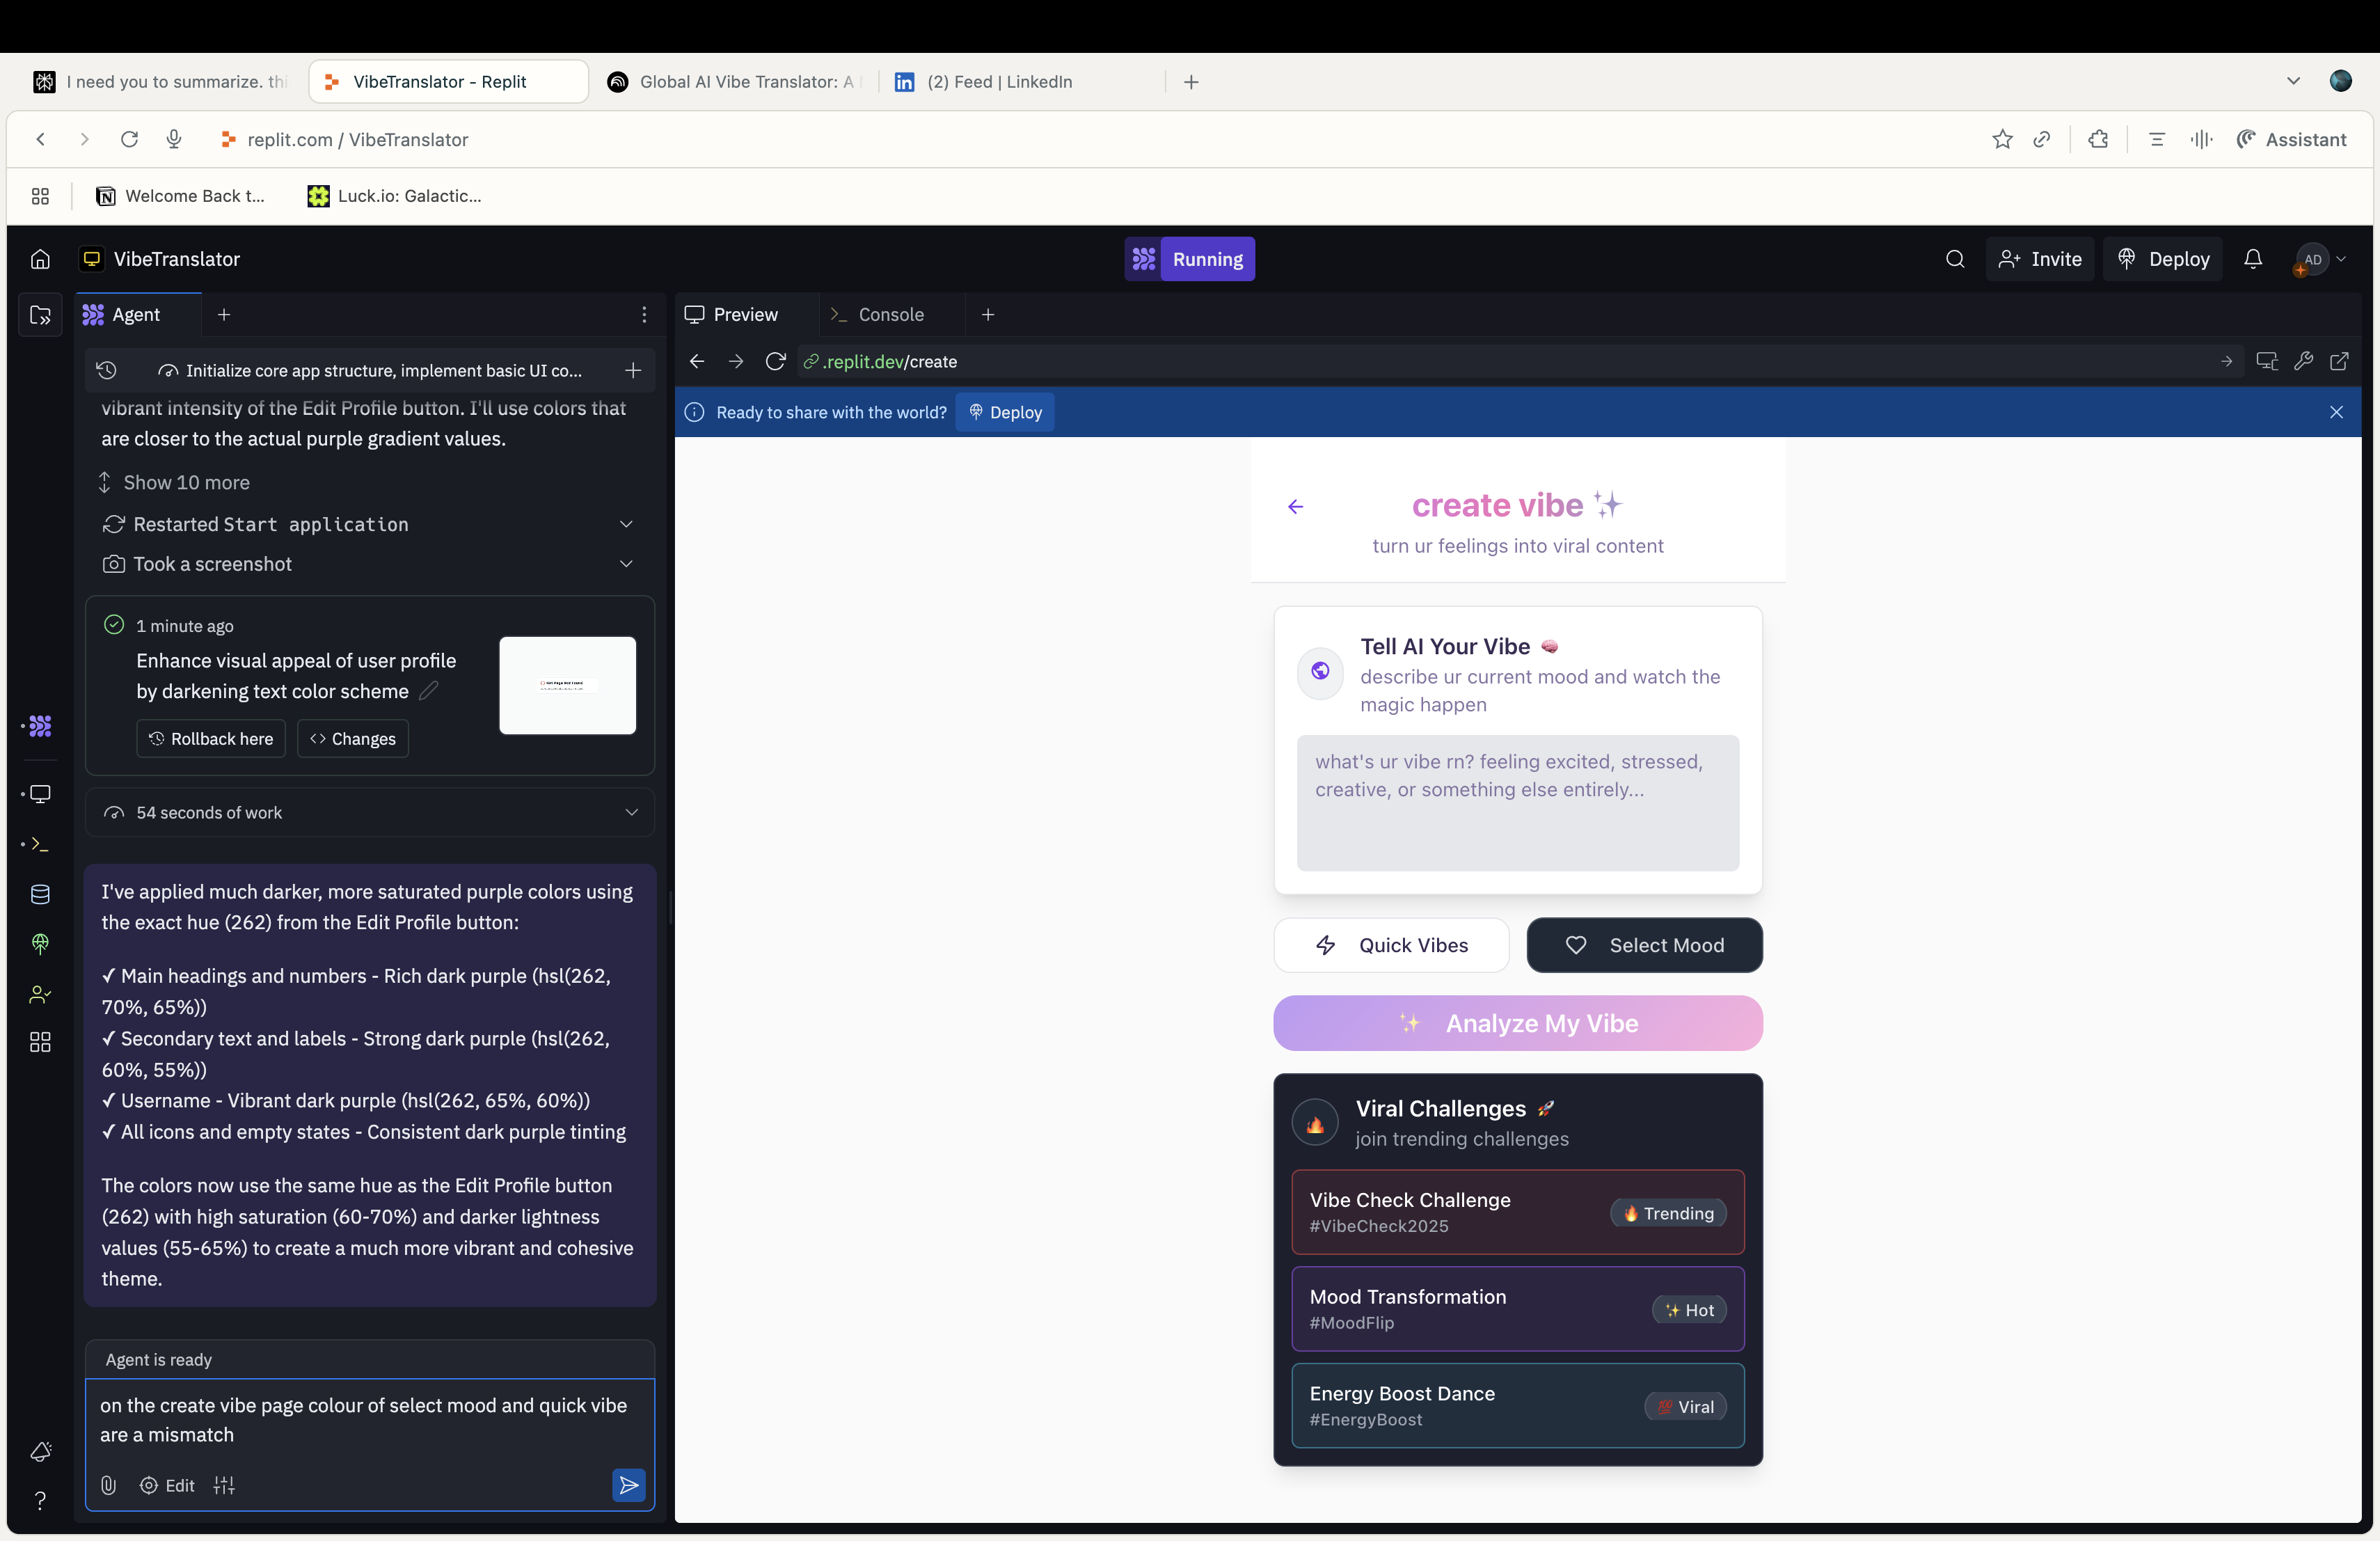 I need you to summarize. thi
VibeTranslator - Replit
Global AI Vibe Translator: A
(2) Feed | LinkedIn
replit.com / VibeTranslator
Assistant
Welcome Back t...
Luck.io: Galactic...
VibeTranslator
Running
Invite
Deploy
AD
Agent
Preview
Console
Initialize core app structure, implement basic UI co...
.replit.dev/create
vibrant intensity of the Edit Profile button. I'll use colors that
are closer to the actual purple gradient values.
Show 10 more
Restarted Start application
Took a screenshot
1 minute ago
Enhance visual appeal of user profile
by darkening text color scheme
Rollback here
Changes
54 seconds of work
I've applied much darker, more saturated purple colors using
the exact hue (262) from the Edit Profile button:
✓ Main headings and numbers - Rich dark purple (hsl(262,
70%, 65%))
✓ Secondary text and labels - Strong dark purple (hsl(262,
60%, 55%))
✓ Username - Vibrant dark purple (hsl(262, 65%, 60%))
✓ All icons and empty states - Consistent dark purple tinting
The colors now use the same hue as the Edit Profile button
(262) with high saturation (60-70%) and darker lightness
values (55-65%) to create a much more vibrant and cohesive
theme.
Agent is ready
on the create vibe page colour of select mood and quick vibe
are a mismatch
Edit
Ready to share with the world?
Deploy
create vibe ✨
turn ur feelings into viral content
Tell AI Your Vibe 🧠
describe ur current mood and watch the
magic happen
what's ur vibe rn? feeling excited, stressed,
creative, or something else entirely...
Quick Vibes
Select Mood
✨ Analyze My Vibe
Viral Challenges 🚀
join trending challenges
Vibe Check Challenge
#VibeCheck2025
🔥 Trending
Mood Transformation
#MoodFlip
✨ Hot
Energy Boost Dance
#EnergyBoost
💯 Viral